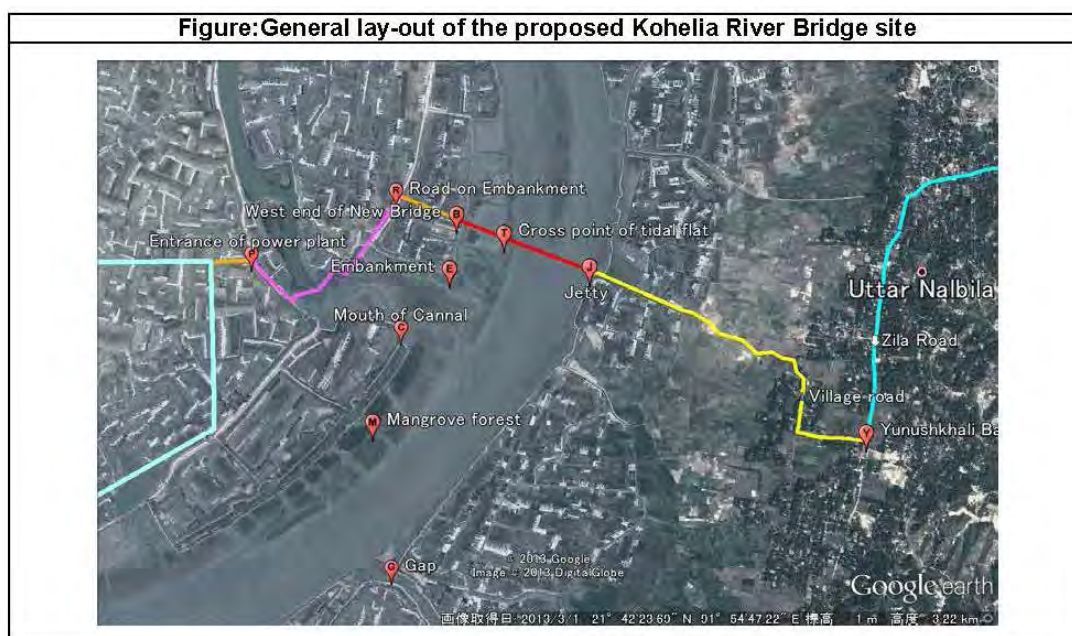 Figure:General lay-out of the proposed Kohelia River Bridge site
R
Road on Embankment
West end of New Bridge
B
T
Cross point of tidal flat
Entrance of power plant
P
Embankment
E
J
Jetty
Uttar Nalbila
Mouth of Cannal
C
Zila Road
Village road
M
Mangrove forest
Y
Yunushkhali Ba
G
Gap
© 2013 Google
Image © 2013 DigitalGlobe
Google earth
画像取得日: 2013/3/1 21° 42'23.69" N 91° 54'47.22" E 標高 1 m 高度 3.22 km